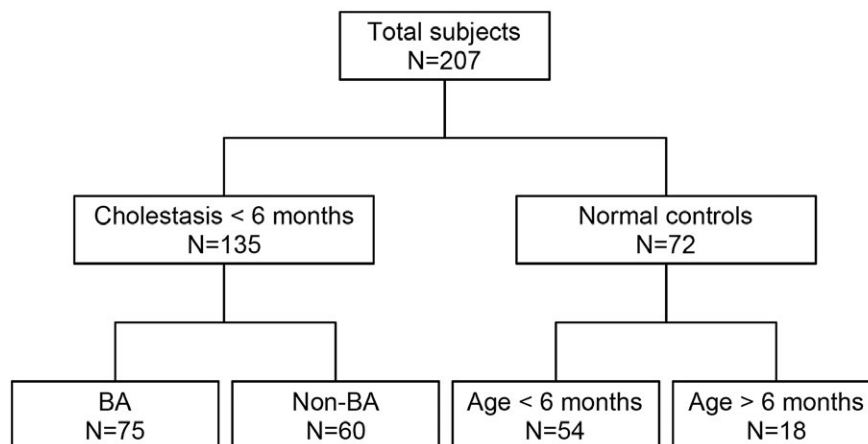 Total subjects
N=207
Cholestasis < 6 months
N=135
Normal controls
N=72
BA
N=75
Non-BA
N=60
Age < 6 months
N=54
Age > 6 months
N=18